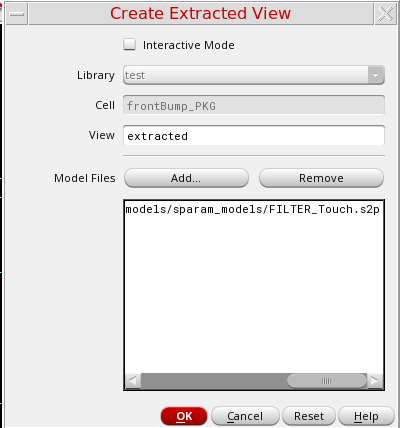 Create Extracted View
Interactive Mode
Library test
Cell frontBump_PKG
View extracted
Model Files Add... Remove
models/sparam_models/FILTER_Touch.s2p
OK Cancel Reset Help